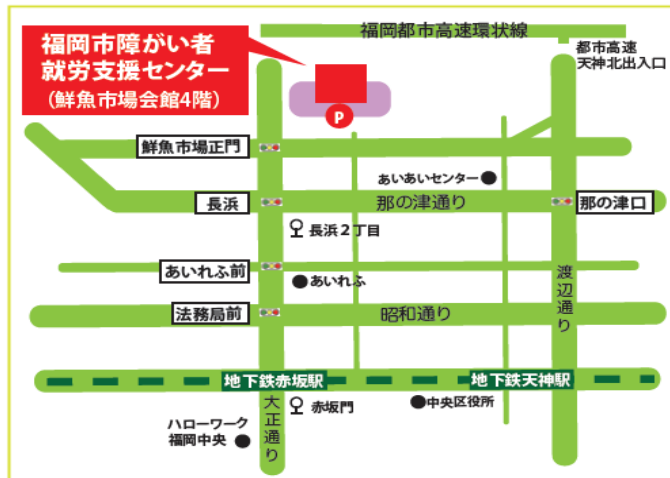 福岡都市高速環状線
福岡市障がい者
就労支援センター
（鮮魚市場会館4階）
都市高速
天神北出入口
P
鮮魚市場正門
あいあいセンター
長浜
那の津通り
那の津口
長浜２丁目
あいれふ前
あいれふ
渡辺通り
法務局前
昭和通り
地下鉄赤坂駅
地下鉄天神駅
大正通り
赤坂門
中央区役所
ハローワーク
福岡中央